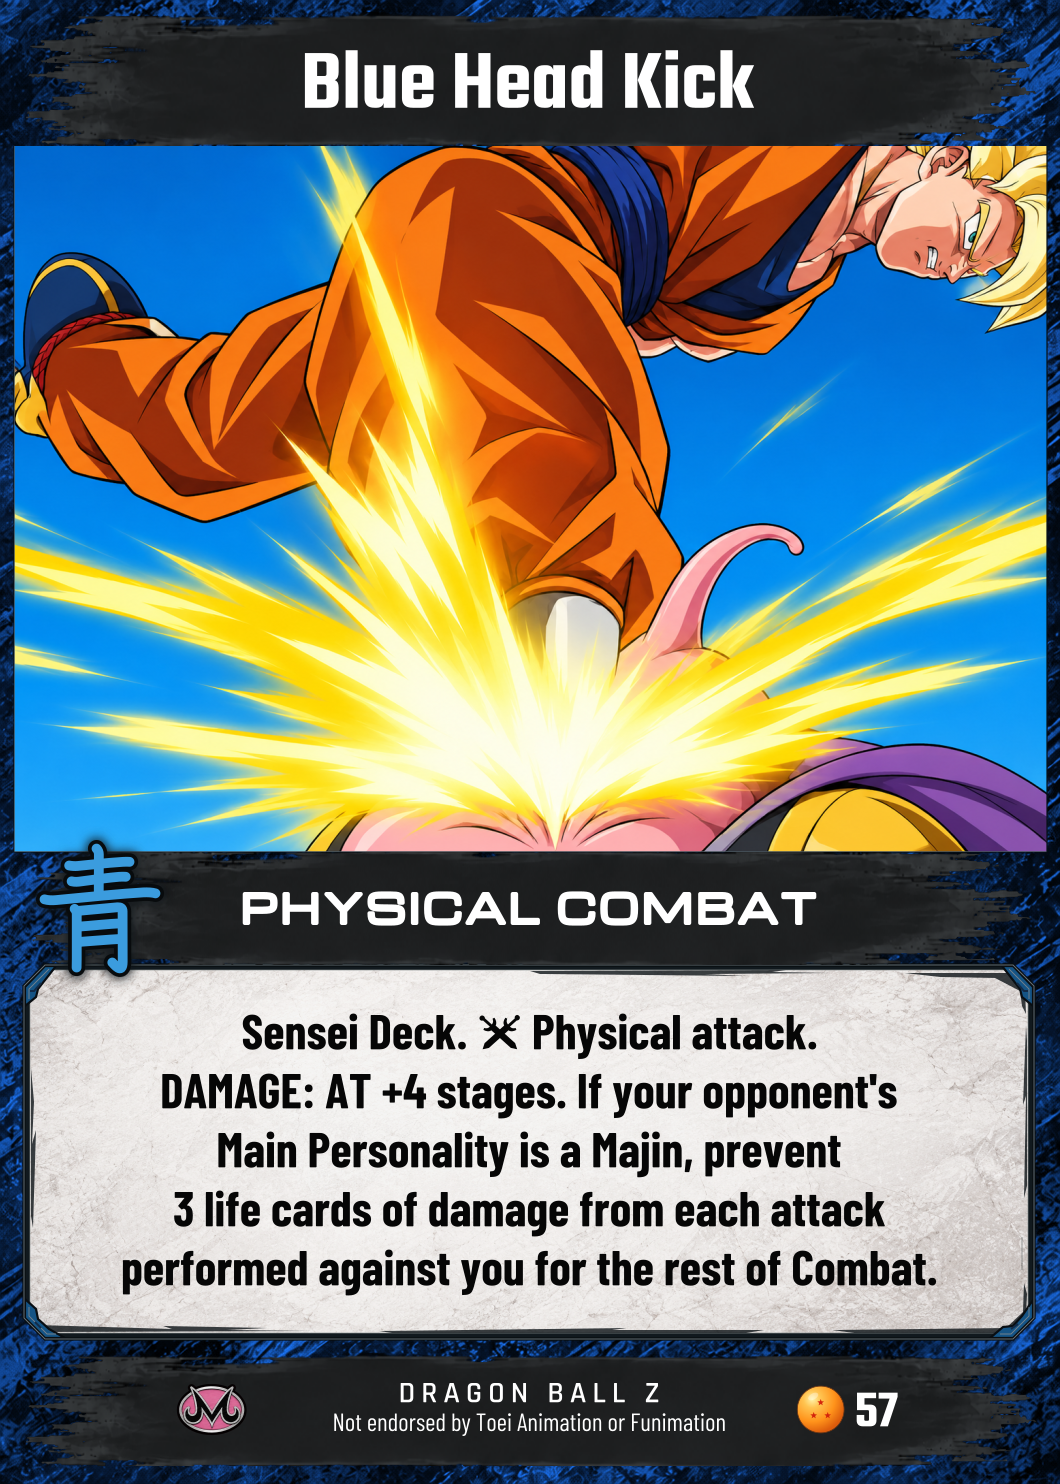 Blue Head Kick
青
PHYSICAL COMBAT
Sensei Deck. Physical attack.
DAMAGE: AT +4 stages. If your opponent's
Main Personality is a Majin, prevent
3 life cards of damage from each attack
performed against you for the rest of Combat.
M
DRAGON BALL Z
Not endorsed by Toei Animation or Funimation
57